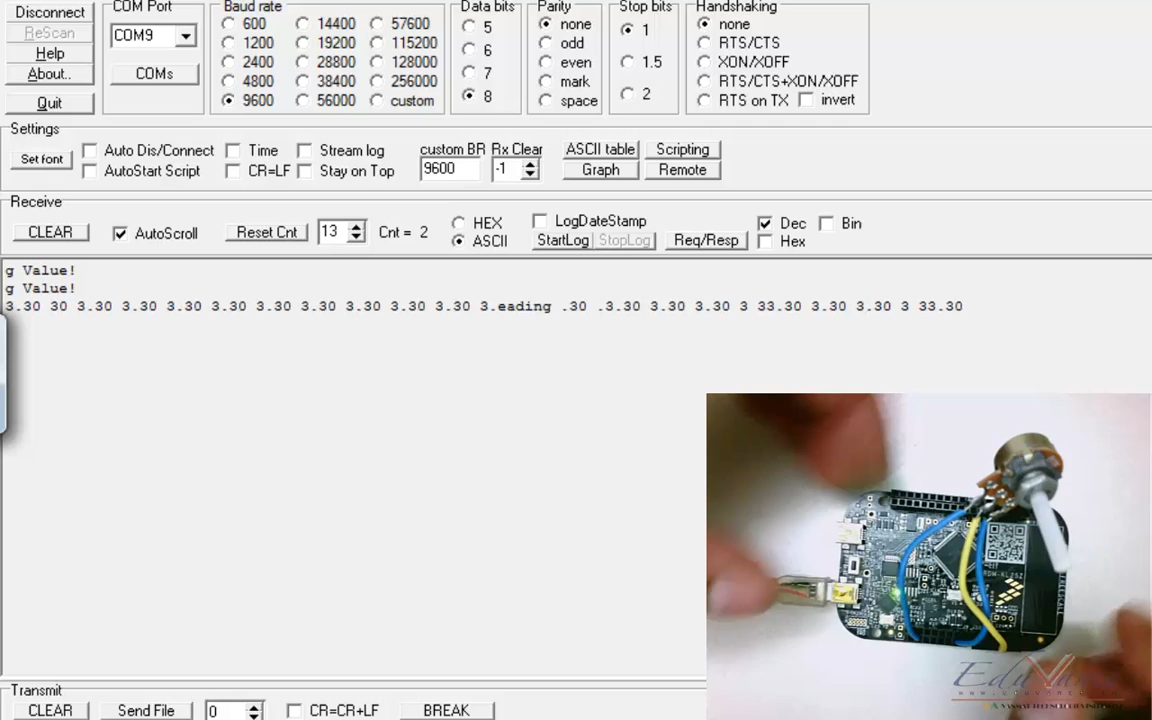 Disconnect
ReScan
Help
About..
Quit
COM Port
COM9
COMs
Baud rate
600 14400 57600
1200 19200 115200
2400 28800 128000
4800 38400 256000
9600 56000 custom
Data bits
5
6
7
8
Parity
none
odd
even
mark
space
Stop bits
1
1.5
2
Handshaking
none
RTS/CTS
XON/XOFF
RTS/CTS+XON/XOFF
RTS on TX invert
Settings
Set font
Auto Dis/Connect Time Stream log
AutoStart Script CR=LF Stay on Top
custom BR Rx Clear
9600 -1
ASCII table Scripting
Graph Remote
Receive
CLEAR AutoScroll Reset Cnt 13 Cnt = 2
HEX
ASCII
LogDateStamp
StartLog StopLog Req/Resp
Dec Bin
Hex
g Value!
g Value!
3.30 30 3.30 3.30 3.30 3.30 3.30 3.30 3.30 3.30 3.30 3.eading .30 .3.30 3.30 3.30 3 33.30 3.30 3.30 3 33.30
Transmit
CLEAR Send File 0 CR=CR+LF BREAK